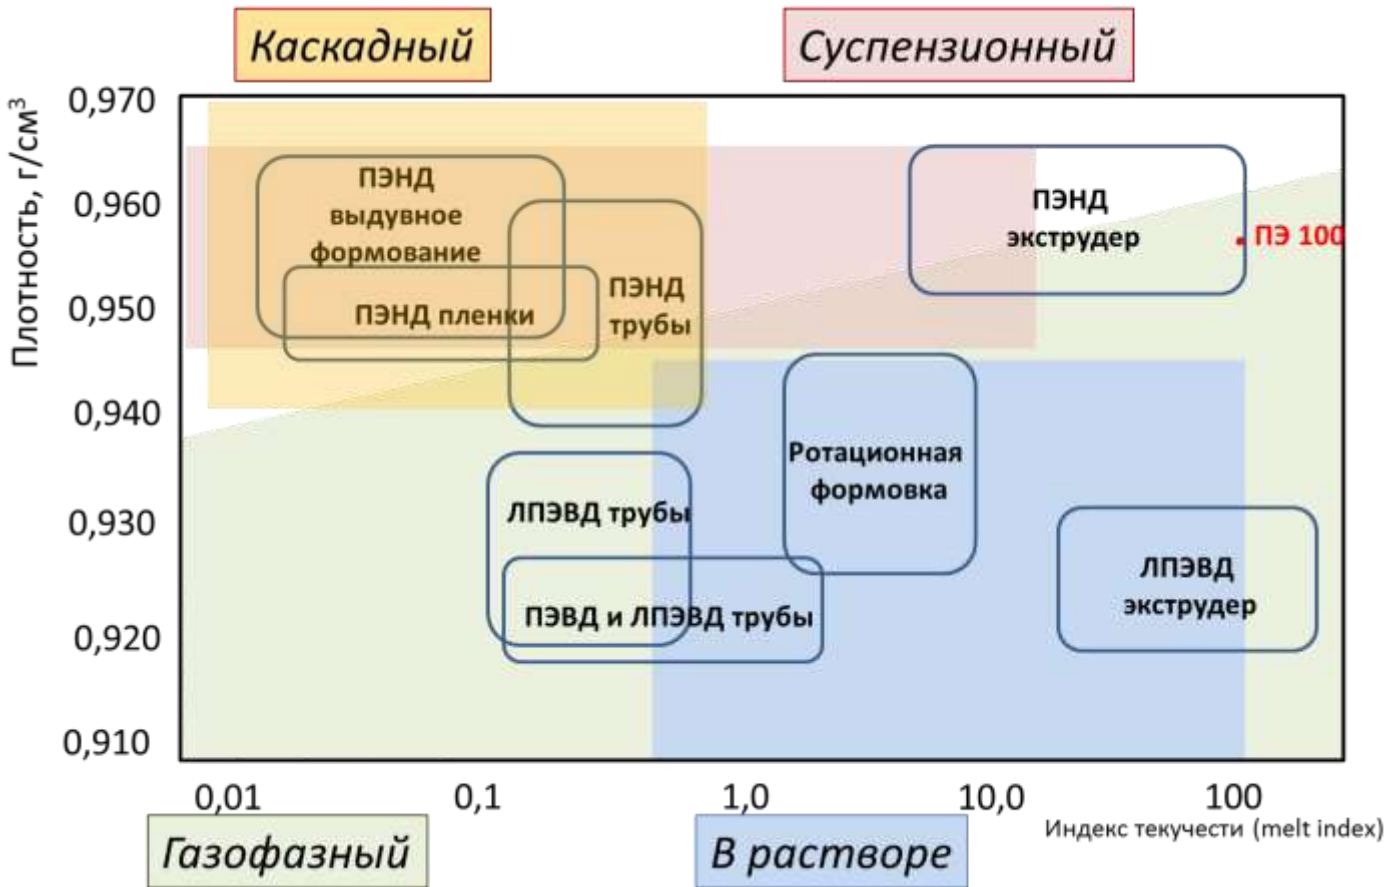 Каскадный
Суспензионный
Плотность, г/см³
0,970
0,960
0,950
0,940
0,930
0,920
0,910
ПЭНД
выдувное
формование
ПЭНД пленки
ПЭНД
трубы
ПЭНД
экструдер
ПЭ 100
Ротационная
формовка
ЛПЭВД трубы
ПЭВД и ЛПЭВД трубы
ЛПЭВД
экструдер
0,01 0,1 1,0 10,0 100
Индекс текучести (melt index)
Газофазный
В растворе